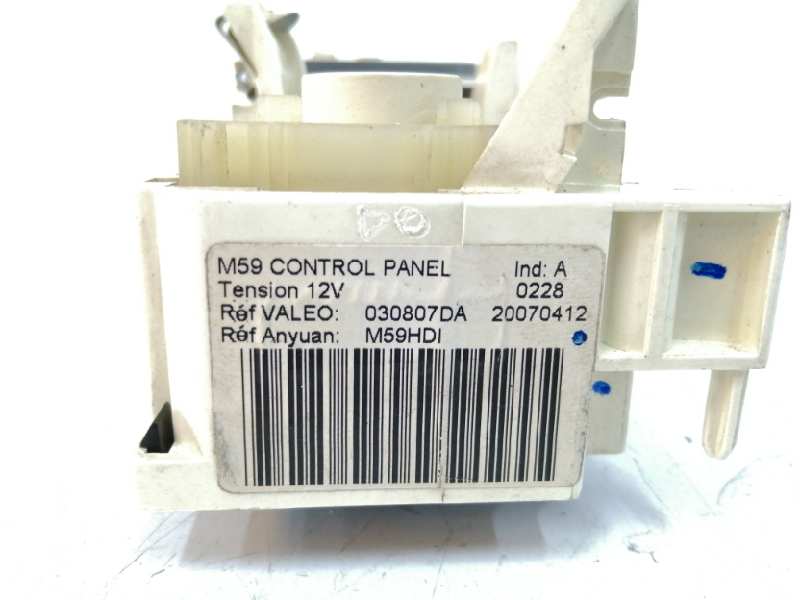 M59 CONTROL PANEL Ind: A
Tension 12V 0228
Réf VALEO: 030807DA 20070412
Réf Anyuan: M59HDI